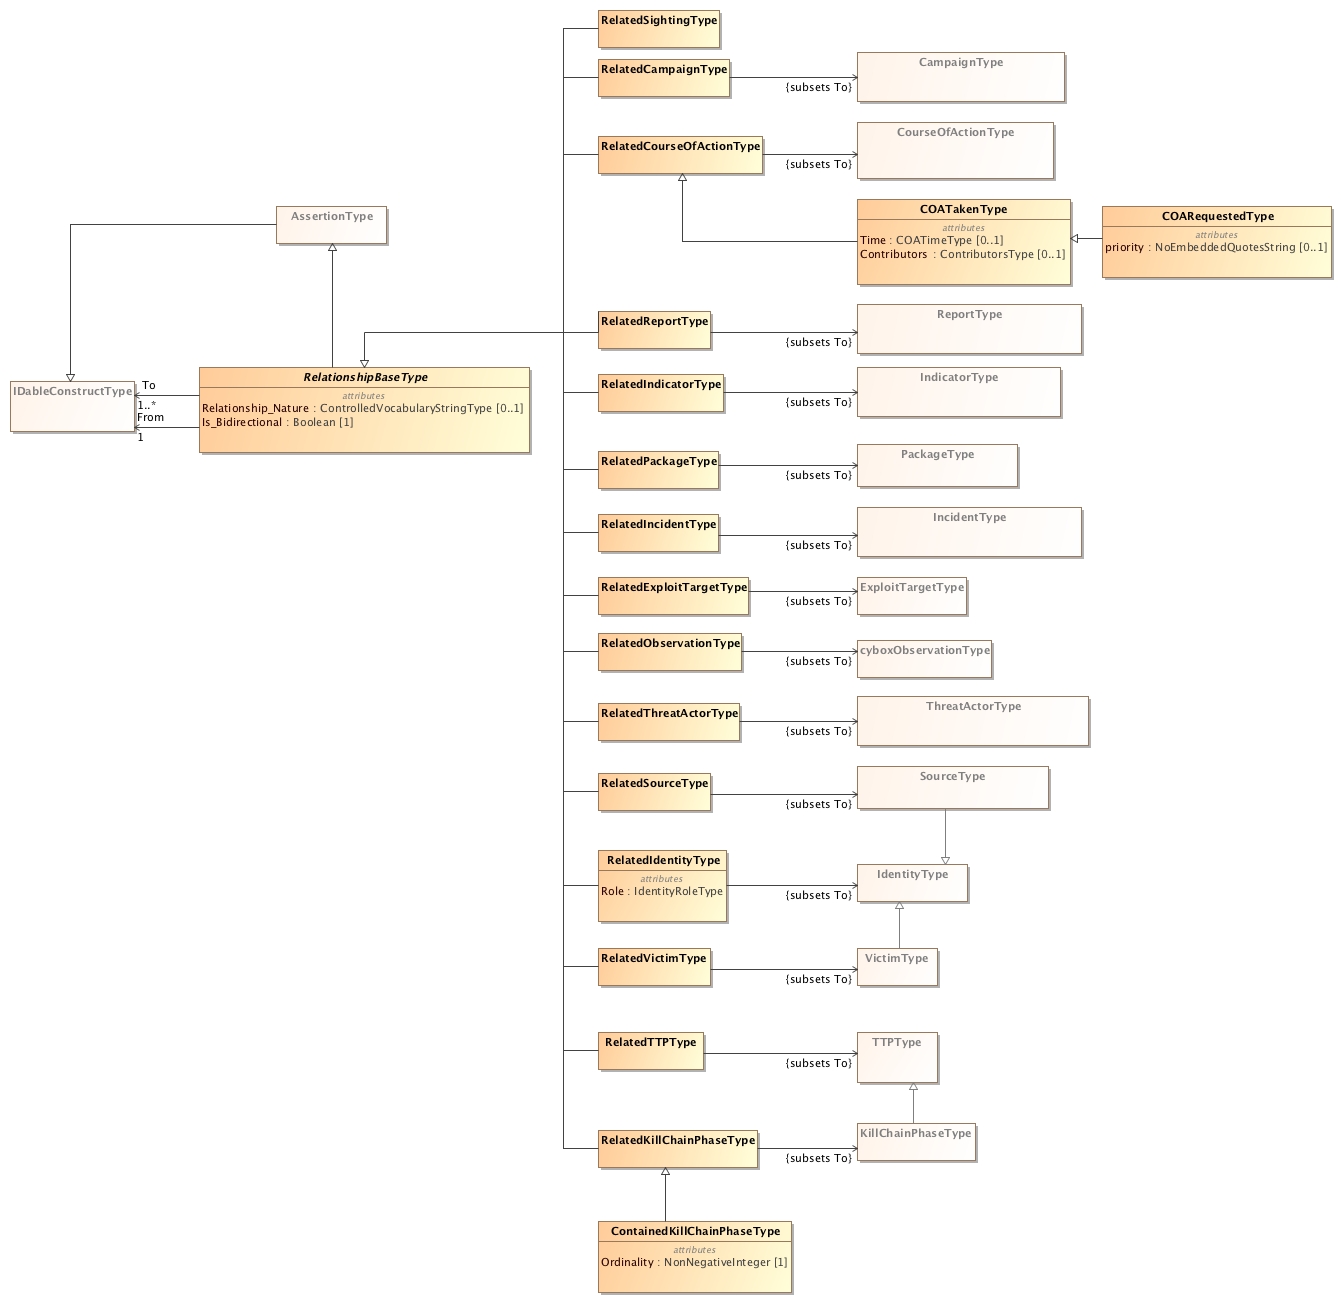 RelatedSightingType
RelatedCampaignType
{subsets To}
CampaignType
RelatedCourseOfActionType
{subsets To}
CourseOfActionType
COATakenType
attributes
Time : COATimeType [0..1]
Contributors : ContributorsType [0..1]
COARequestedType
attributes
priority : NoEmbeddedQuotesString [0..1]
AssertionType
IDableConstructType
To
1..*
From
1
RelationshipBaseType
attributes
Relationship_Nature : ControlledVocabularyStringType [0..1]
Is_Bidirectional : Boolean [1]
RelatedReportType
{subsets To}
ReportType
RelatedIndicatorType
{subsets To}
IndicatorType
RelatedPackageType
{subsets To}
PackageType
RelatedIncidentType
{subsets To}
IncidentType
RelatedExploitTargetType
{subsets To}
ExploitTargetType
RelatedObservationType
{subsets To}
cyboxObservationType
RelatedThreatActorType
{subsets To}
ThreatActorType
RelatedSourceType
{subsets To}
SourceType
RelatedIdentityType
attributes
Role : IdentityRoleType
{subsets To}
IdentityType
RelatedVictimType
{subsets To}
VictimType
RelatedTTPType
{subsets To}
TTPType
RelatedKillChainPhaseType
{subsets To}
KillChainPhaseType
ContainedKillChainPhaseType
attributes
Ordinality : NonNegativeInteger [1]